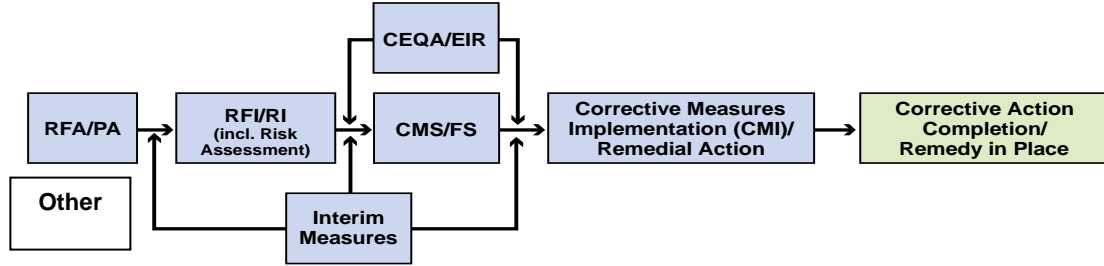 CEQA/EIR
RFA/PA
RFI/RI
(incl. Risk
Assessment)
CMS/FS
Corrective Measures
Implementation (CMI)/
Remedial Action
Corrective Action
Completion/
Remedy in Place
Other
Interim
Measures